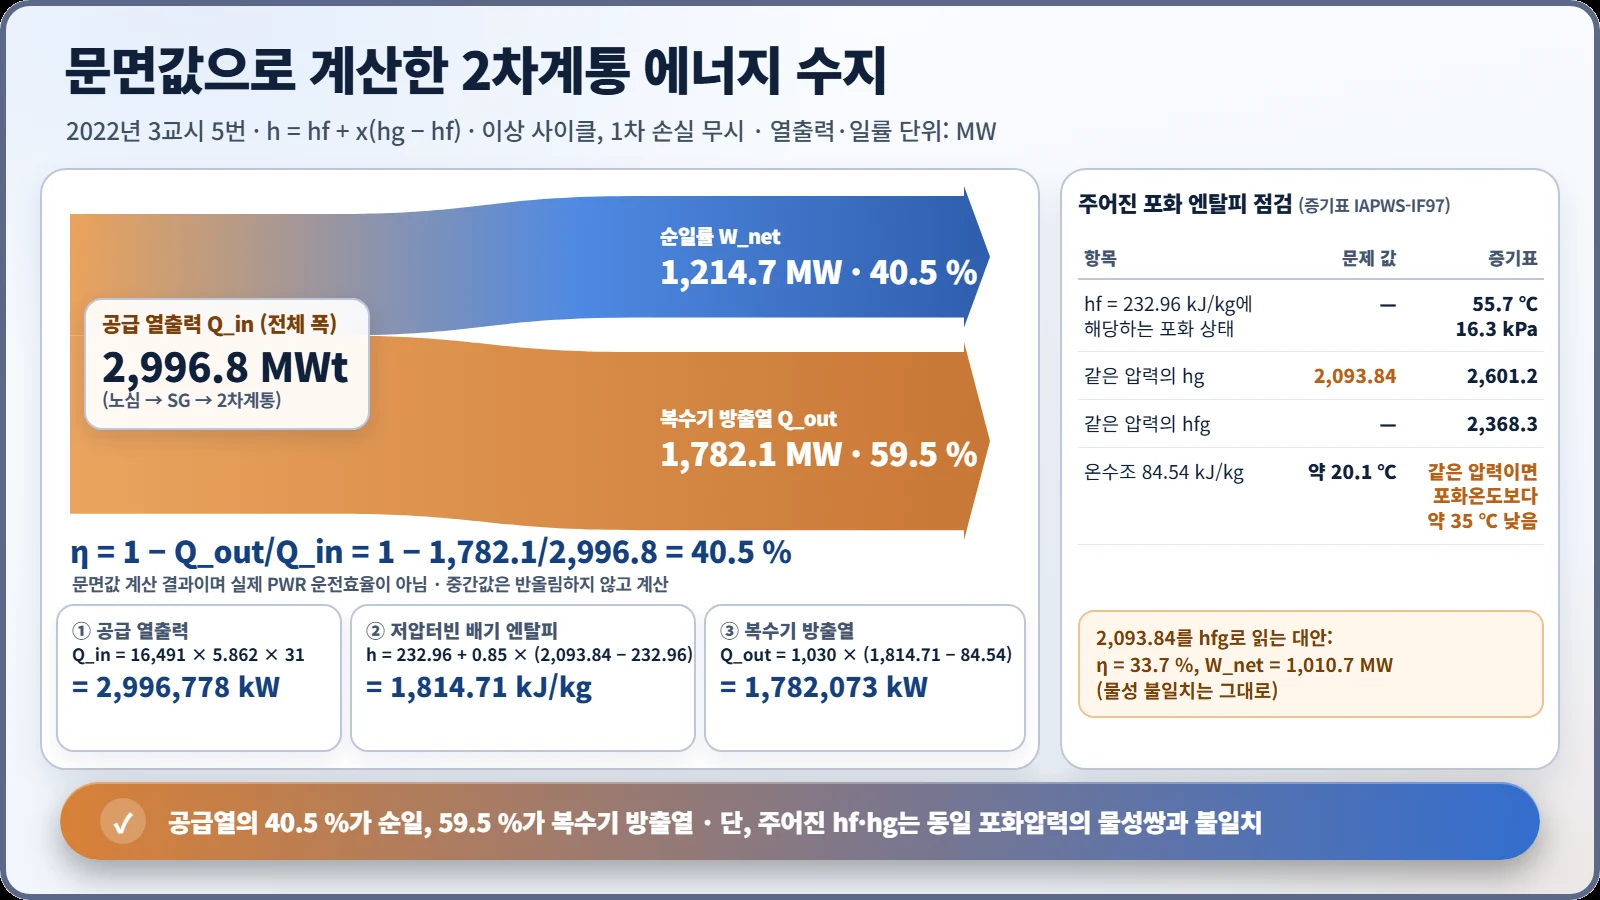 문면값으로 계산한 2차계통 에너지 수지
2022년 3교시 5번 · h = hf + x(hg − hf) · 이상 사이클, 1차 손실 무시 · 열출력·일률 단위: MW
순일률 W_net
1,214.7 MW · 40.5 %
공급 열출력 Q_in (전체 폭)
2,996.8 MWt
(노심 → SG → 2차계통)
복수기 방출열 Q_out
1,782.1 MW · 59.5 %
η = 1 − Q_out/Q_in = 1 − 1,782.1/2,996.8 = 40.5 %
문면값 계산 결과이며 실제 PWR 운전효율이 아님 · 중간값은 반올림하지 않고 계산
① 공급 열출력
Q_in = 16,491 × 5.862 × 31
= 2,996,778 kW
② 저압터빈 배기 엔탈피
h = 232.96 + 0.85 × (2,093.84 − 232.96)
= 1,814.71 kJ/kg
③ 복수기 방출열
Q_out = 1,030 × (1,814.71 − 84.54)
= 1,782,073 kW
주어진 포화 엔탈피 점검 (증기표 IAPWS-IF97)
항목 문제 값 증기표
hf = 232.96 kJ/kg에 — 55.7 °C
해당하는 포화 상태 16.3 kPa
같은 압력의 hg 2,093.84 2,601.2
같은 압력의 hfg — 2,368.3
온수조 84.54 kJ/kg 약 20.1 °C 같은 압력이면
포화온도보다
약 35 °C 낮음
2,093.84를 hfg로 읽는 대안:
η = 33.7 %, W_net = 1,010.7 MW
(물성 불일치는 그대로)
✓ 공급열의 40.5 %가 순일, 59.5 %가 복수기 방출열 · 단, 주어진 hf·hg는 동일 포화압력의 물성쌍과 불일치